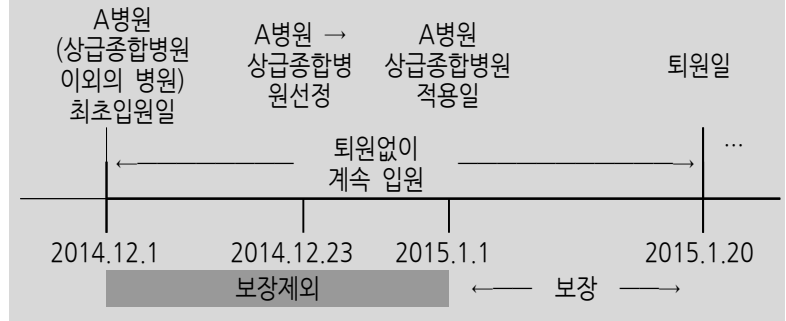 A병원
(상급종합병원
이외의 병원)
최초입원일
A병원 →
상급종합병
원선정
A병원
상급종합병원
적용일
퇴원일
…
←――― 퇴원없이 ―――→
계속 입원
2014.12.1 2014.12.23 2015.1.1 2015.1.20
보장제외 ←―― 보장 ――→